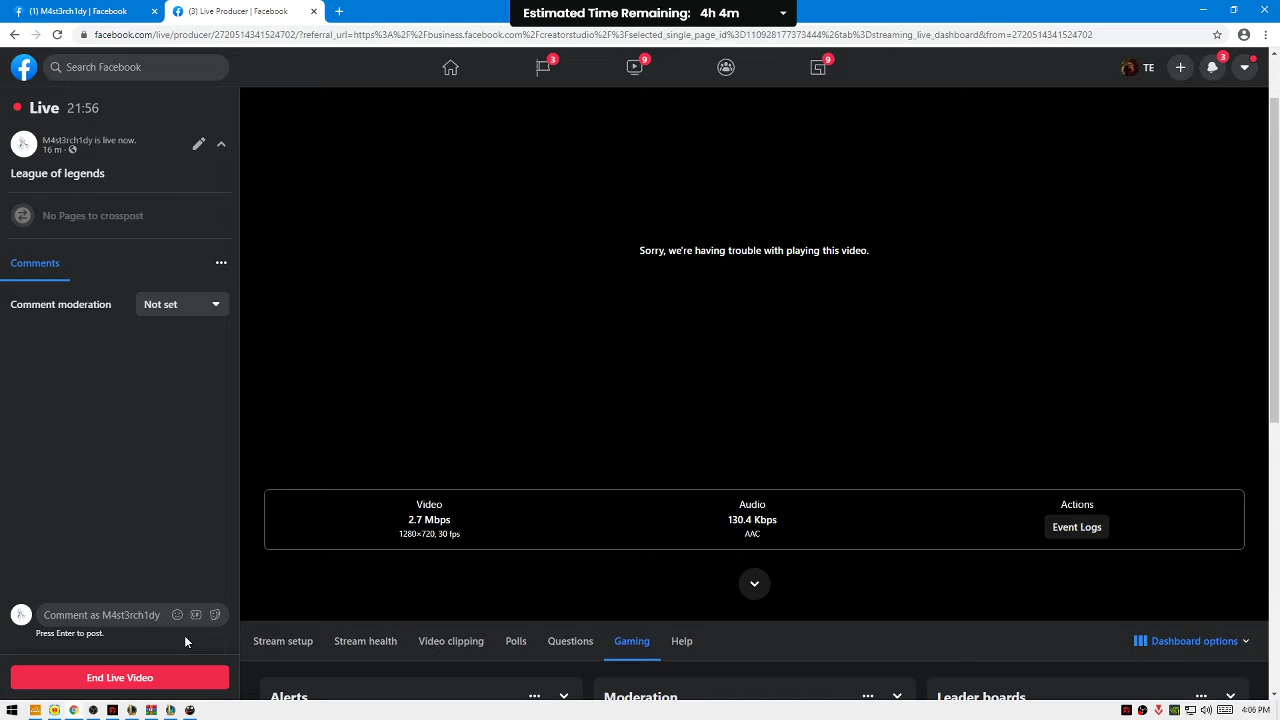 (1) M4st3rch1dy | Facebook
(3) Live Producer | Facebook
Estimated Time Remaining: 4h 4m
facebook.com/live/producer/2720514341524702/?referral_url=https%3A%2F%2Fbusiness.facebook.com%2Fcreatorstudio%2F%3Fselected_single_page_id%3D110928177373444%26tab%3Dstreaming_live_dashboard&from=2720514341524702
Search Facebook
3
9
9
TE
3
Live 21:56
M4st3rch1dy is live now.
16 m ·
League of legends
No Pages to crosspost
Comments
Comment moderation
Not set
Sorry, we're having trouble with playing this video.
Video
2.7 Mbps
1280×720, 30 fps
Audio
130.4 Kbps
AAC
Actions
Event Logs
Comment as M4st3rch1dy
GIF
Press Enter to post.
End Live Video
Stream setup
Stream health
Video clipping
Polls
Questions
Gaming
Help
Dashboard options
Alerts
Moderation
Leader boards
4:06 PM